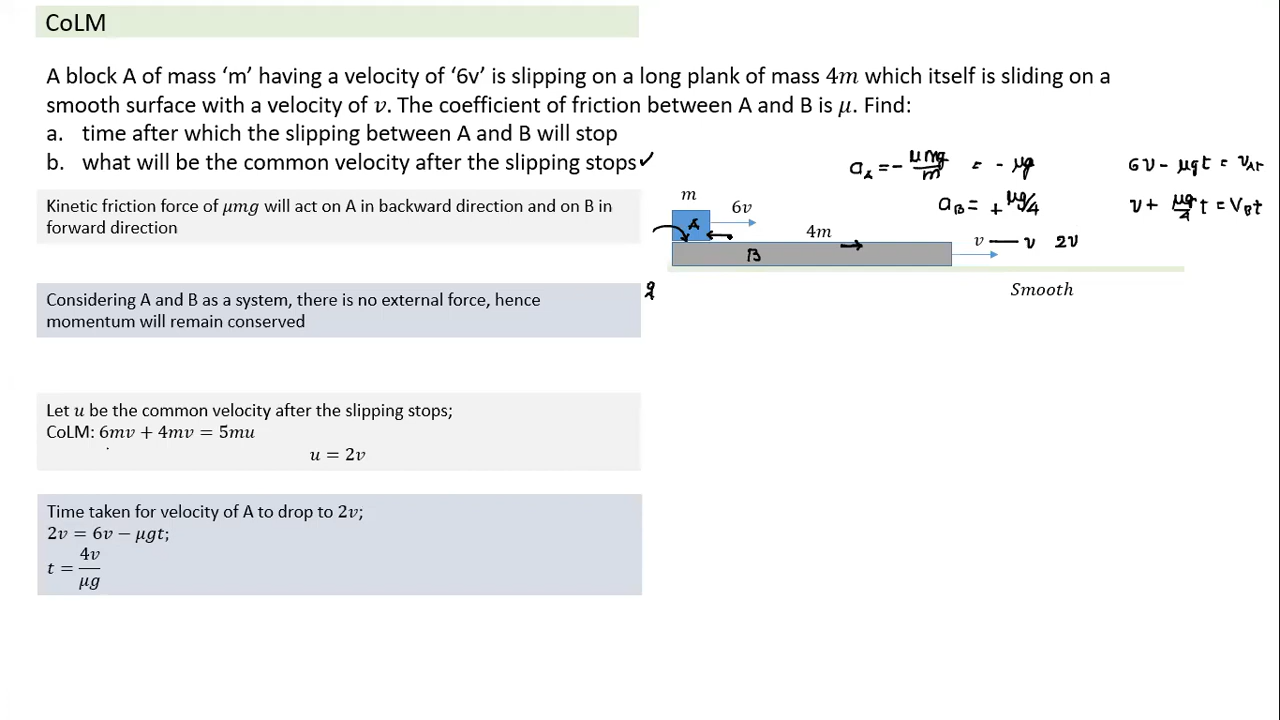 CoLM
A block A of mass ‘m’ having a velocity of ‘6v’ is slipping on a long plank of mass 4m which itself is sliding on a
smooth surface with a velocity of v. The coefficient of friction between A and B is μ. Find:
a. time after which the slipping between A and B will stop
b. what will be the common velocity after the slipping stops✓
a_A = - μmg/m = - μg
6v - μgt = v_At
Kinetic friction force of μmg will act on A in backward direction and on B in
forward direction
m
6v
a_B = + μg/4
v + μg/4 t = v_Bt
A
4m
B
v — v 2v
Smooth
Considering A and B as a system, there is no external force, hence
momentum will remain conserved
Let u be the common velocity after the slipping stops;
CoLM: 6mv + 4mv = 5mu
u = 2v
Time taken for velocity of A to drop to 2v;
2v = 6v − μgt;
t = 4v/μg